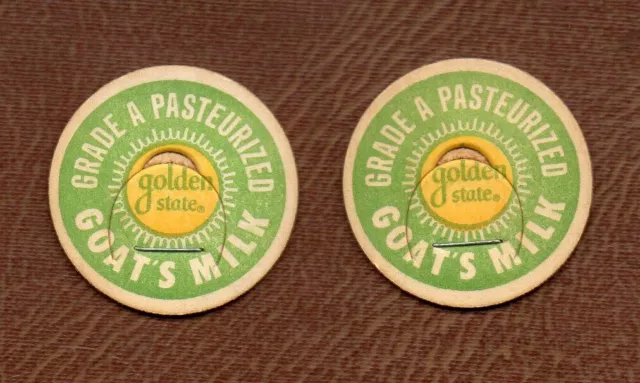 GRADE A PASTEURIZED
golden
state®
GOAT'S MILK
GRADE A PASTEURIZED
golden
state®
GOAT'S MILK